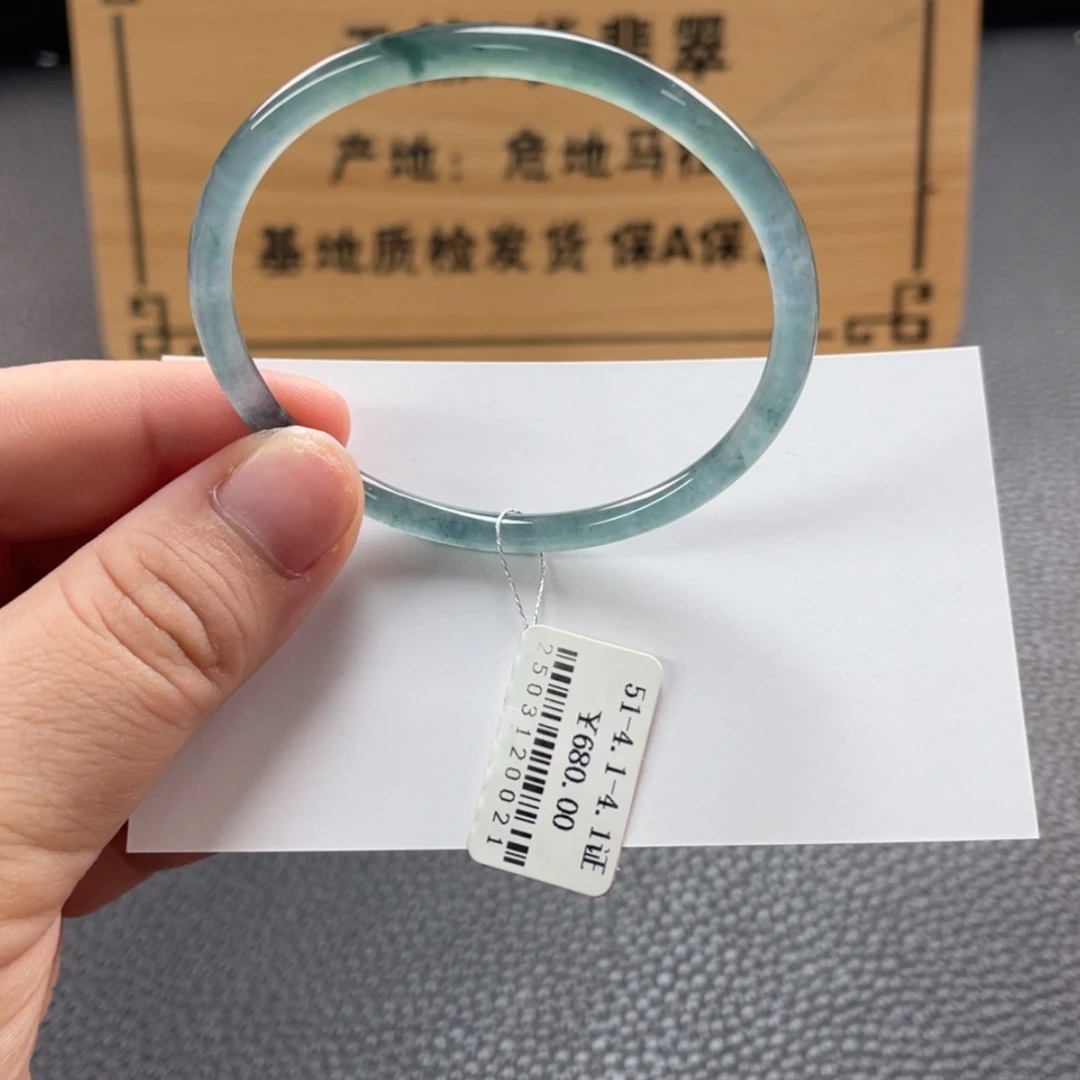 翡翠
产地：危地马
基地质检发货 保A保
51-4.1-4.1证
¥680.00
2503120021